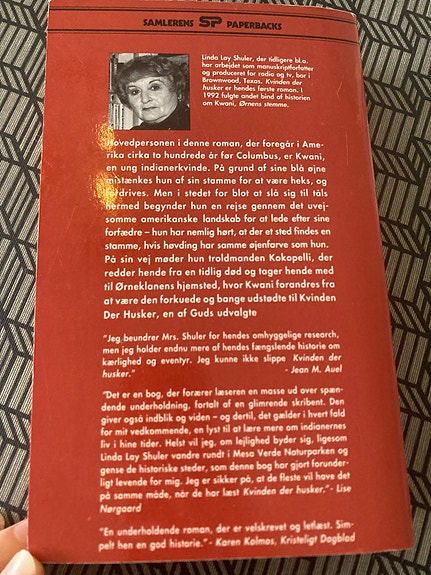 SAMLERENS SP PAPERBACKS
Linda Lay Shuler, der tidligere bl.a.
har arbejdet som manuskriptforfatter
og produceret for radio og tv, bor i
Brownwood, Texas. Kvinden der
husker er hendes første roman. I
1992 fulgte andet bind af historien
om Kwani, Ørnens stemme.
Hovedpersonen i denne roman, der foregår i Ame-
rika cirka to hundrede år før Columbus, er Kwani,
en ung indianerkvinde. På grund af sine blå øjne
mistænkes hun af sin stamme for at være heks, og
fordrives. Men i stedet for blot at slå sig til tåls
hermed begynder hun en rejse gennem det uvej-
somme amerikanske landskab for at lede efter sine
forfædre – hun har nemlig hørt, at der et sted findes en
stamme, hvis høvding har samme øjenfarve som hun.
På sin vej møder hun troldmanden Kokopelli, der
redder hende fra en tidlig død og tager hende med
til Ørneklanens hjemsted, hvor Kwani forandres fra
at være den forkuede og bange udstødte til Kvinden
Der Husker, en af Guds udvalgte
"Jeg beundrer Mrs. Shuler for hendes omhyggelige research,
men jeg holder endnu mere af hendes fængslende historie om
kærlighed og eventyr. Jeg kunne ikke slippe Kvinden der
husker." - Jean M. Auel
"Det er en bog, der forærer læseren en masse ud over spæn-
dende underholdning, fortalt af en glimrende skribent. Den
giver også indblik og viden – og dertil, det gælder i hvert fald
for mit vedkommende, en lyst til at lære mere om indianernes
liv i hine tider. Helst vil jeg, om lejlighed byder sig, ligesom
Linda Lay Shuler vandre rundt i Mesa Verde Naturparken og
gense de historiske steder, som denne bog har gjort forunder-
ligt levende for mig. Jeg er sikker på, at de fleste vil have det
på samme måde, når de har læst Kvinden der husker." - Lise
Nørgaard
"En underholdende roman, der er velskrevet og letlæst. Sim-
pelt hen en god historie." - Karen Kolmos, Kristeligt Dagblad